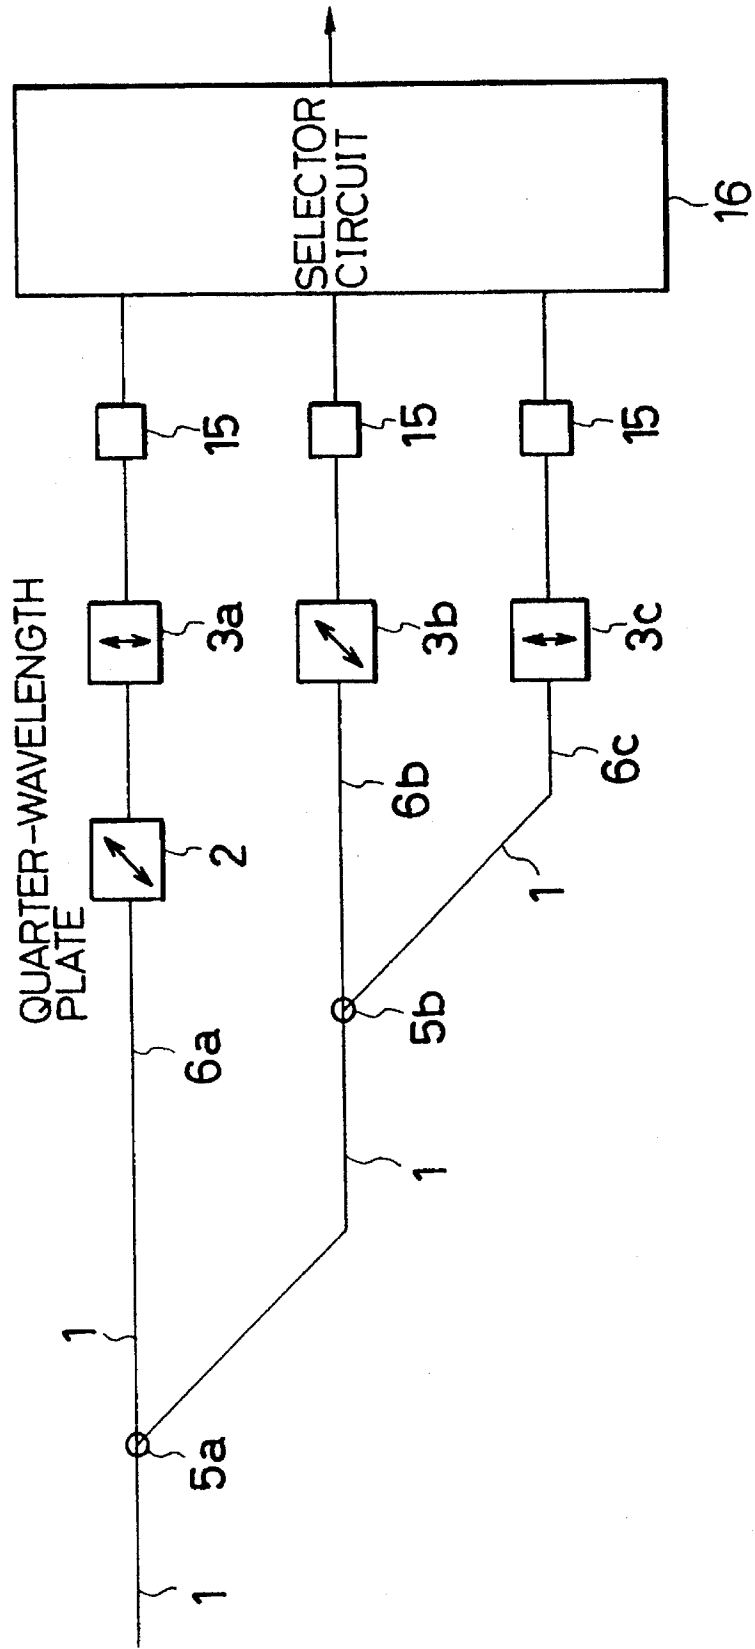 QUARTER-WAVELENGTH
PLATE
SELECTOR
CIRCUIT
1
5a
1
6a
2
3a
15
1
5b
6b
3b
15
1
6c
3c
15
16